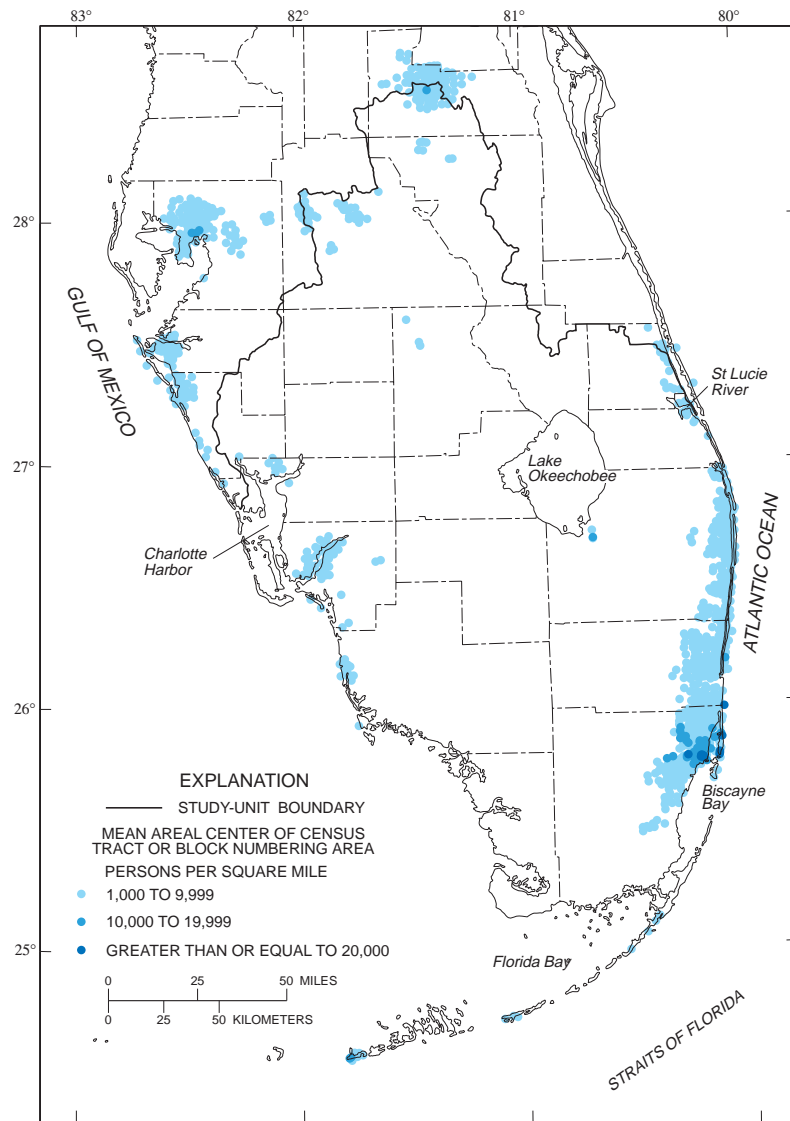 83°
82°
81°
80°
28°
GULF OF MEXICO
St Lucie
River
27°
Lake
Okeechobee
Charlotte
Harbor
ATLANTIC OCEAN
26°
EXPLANATION
STUDY-UNIT BOUNDARY
MEAN AREAL CENTER OF CENSUS
TRACT OR BLOCK NUMBERING AREA
PERSONS PER SQUARE MILE
1,000 TO 9,999
10,000 TO 19,999
GREATER THAN OR EQUAL TO 20,000
Biscayne
Bay
25°
Florida Bay
0 25 50 MILES
0 25 50 KILOMETERS
STRAITS OF FLORIDA